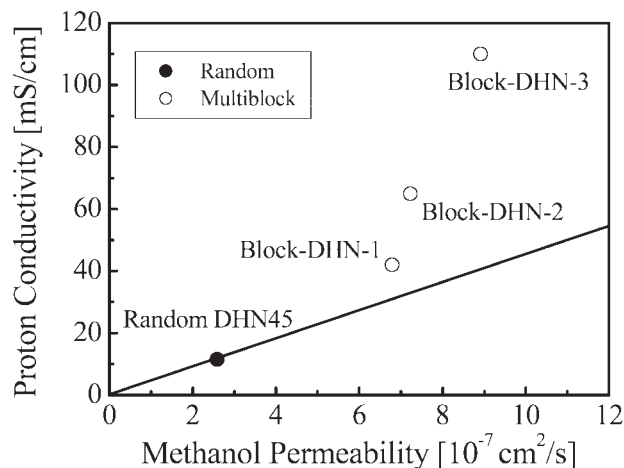 120
100
80
60
40
20
0
Proton Conductivity [mS/cm]
Random
Multiblock
Block-DHN-3
Block-DHN-2
Block-DHN-1
Random DHN45
0 2 4 6 8 10 12
Methanol Permeability [10⁻⁷ cm²/s]